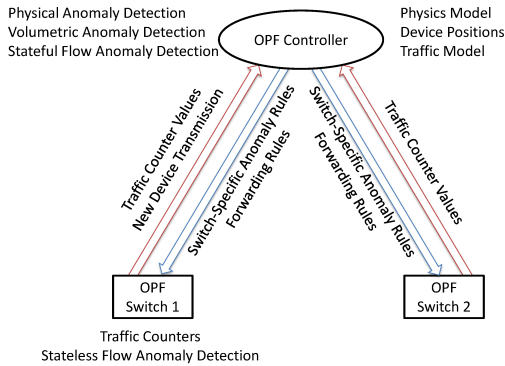 Physical Anomaly Detection
Volumetric Anomaly Detection
Stateful Flow Anomaly Detection
OPF Controller
Physics Model
Device Positions
Traffic Model
Traffic Counter Values
New Device Transmission
Switch-Specific Anomaly Rules
Forwarding Rules
Switch-Specific Anomaly Rules
Forwarding Rules
Traffic Counter Values
OPF
Switch 1
OPF
Switch 2
Traffic Counters
Stateless Flow Anomaly Detection